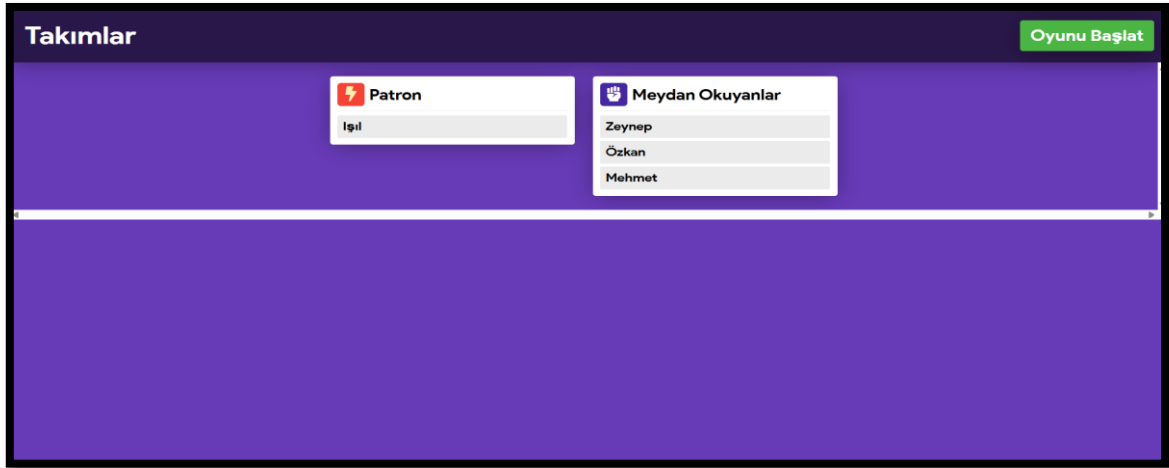 Takımlar
Oyunu Başlat
Patron
Işıl
Meydan Okuyanlar
Zeynep
Özkan
Mehmet